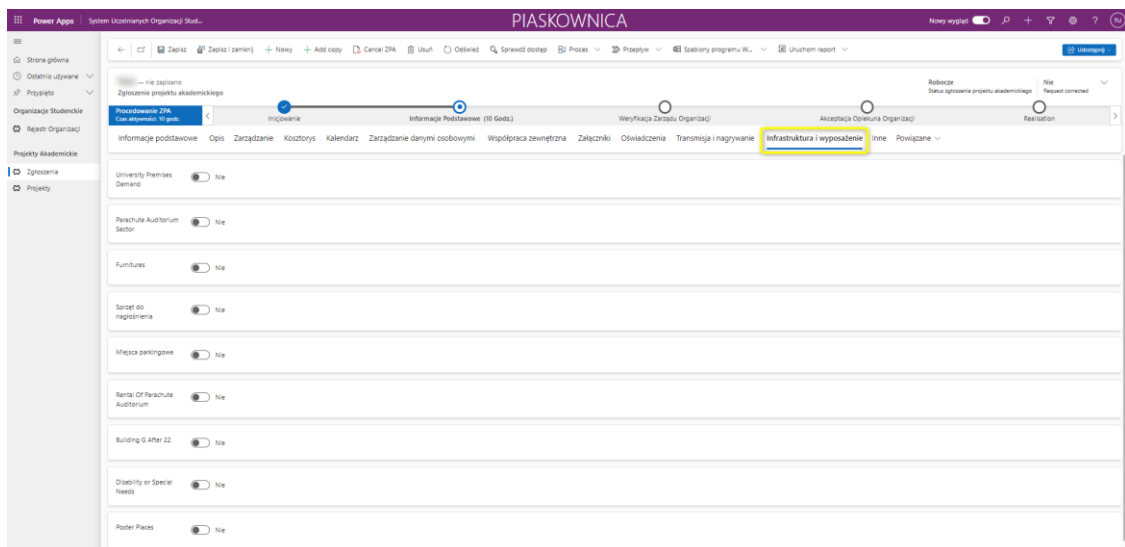 Power Apps System Uczelnianych Organizacji Stud... PIASKOWNICA Nowy wygląd ?
Strona główna
Ostatnio używane
Przypięto
Organizacje Studenckie
Rejestr Organizacji
Projekty Akademickie
Zgłoszenia
Projekty
Zapisz Zapisz i zamknij Nowy Add copy Cancel ZPA Usuń Odśwież Sprawdź dostęp Proces Przepływ Szablony programu W... Uruchom raport Udostępnij
— nie zapisano
Zgłoszenie projektu akademickiego
Robocze
Status zgłoszenia projektu akademickiego
Nie
Request corrected
Procedowanie ZPA
Czas aktywności: 10 godz.
Inicjowanie
Informacje Podstawowe (10 Godz.)
Weryfikacja Zarządu Organizacji
Akceptacja Opiekuna Organizacji
Realisation
Informacje podstawowe Opis Zarządzanie Kosztorys Kalendarz Zarządzanie danymi osobowymi Współpraca zewnętrzna Załączniki Oświadczenia Transmisja i nagrywanie Infrastruktura i wyposażenie Inne Powiązane
University Premises
Demand
Nie
Parachute Auditorium
Sector
Nie
Furnitures Nie
Sprzęt do
nagłośnienia
Nie
Miejsca parkingowe Nie
Rental Of Parachute
Auditorium
Nie
Building G After 22 Nie
Disability or Special
Needs
Nie
Poster Places Nie